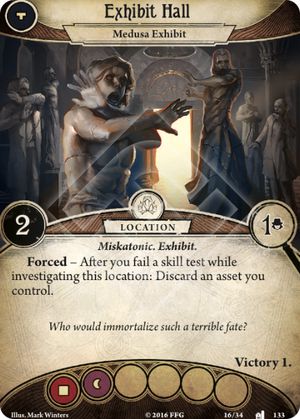 Exhibit Hall
Medusa Exhibit
2
LOCATION
1
Miskatonic. Exhibit.
Forced – After you fail a skill test while
investigating this location: Discard an asset you
control.
Who would immortalize such a terrible fate?
Victory 1.
Illus. Mark Winters
© 2016 FFG
16/34
133